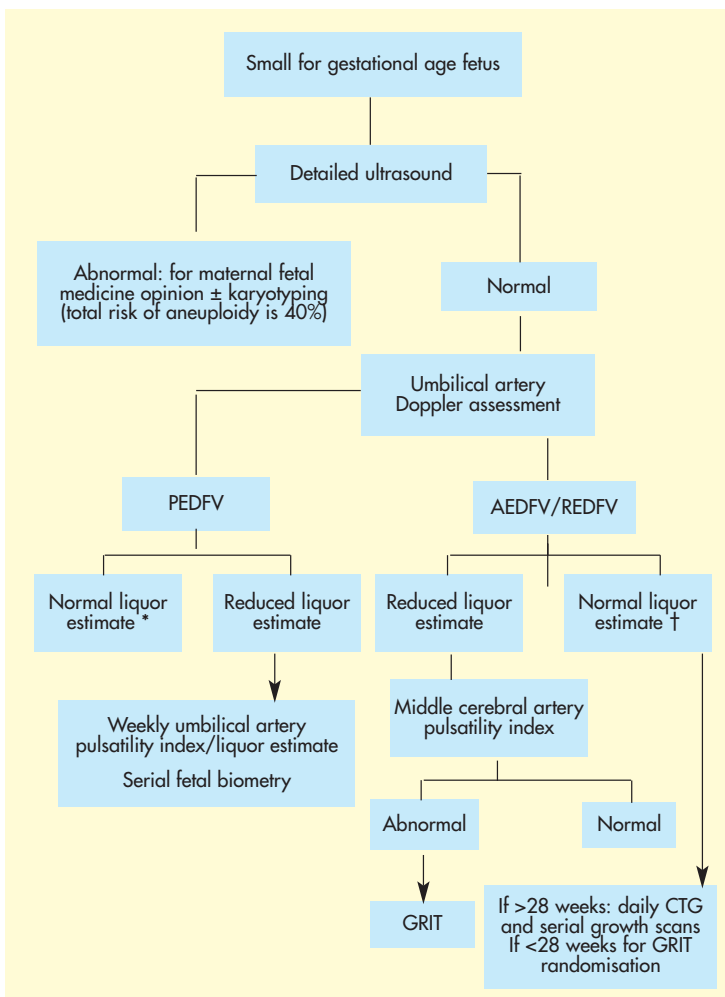 Small for gestational age fetus
Detailed ultrasound
Abnormal: for maternal fetal
medicine opinion ± karyotyping
(total risk of aneuploidy is 40%)
Normal
Umbilical artery
Doppler assessment
PEDFV
AEDFV/REDFV
Normal liquor
estimate *
Reduced liquor
estimate
Reduced liquor
estimate
Normal liquor
estimate †
Weekly umbilical artery
pulsatility index/liquor estimate
Serial fetal biometry
Middle cerebral artery
pulsatility index
Abnormal
Normal
GRIT
If >28 weeks: daily CTG
and serial growth scans
If <28 weeks for GRIT
randomisation